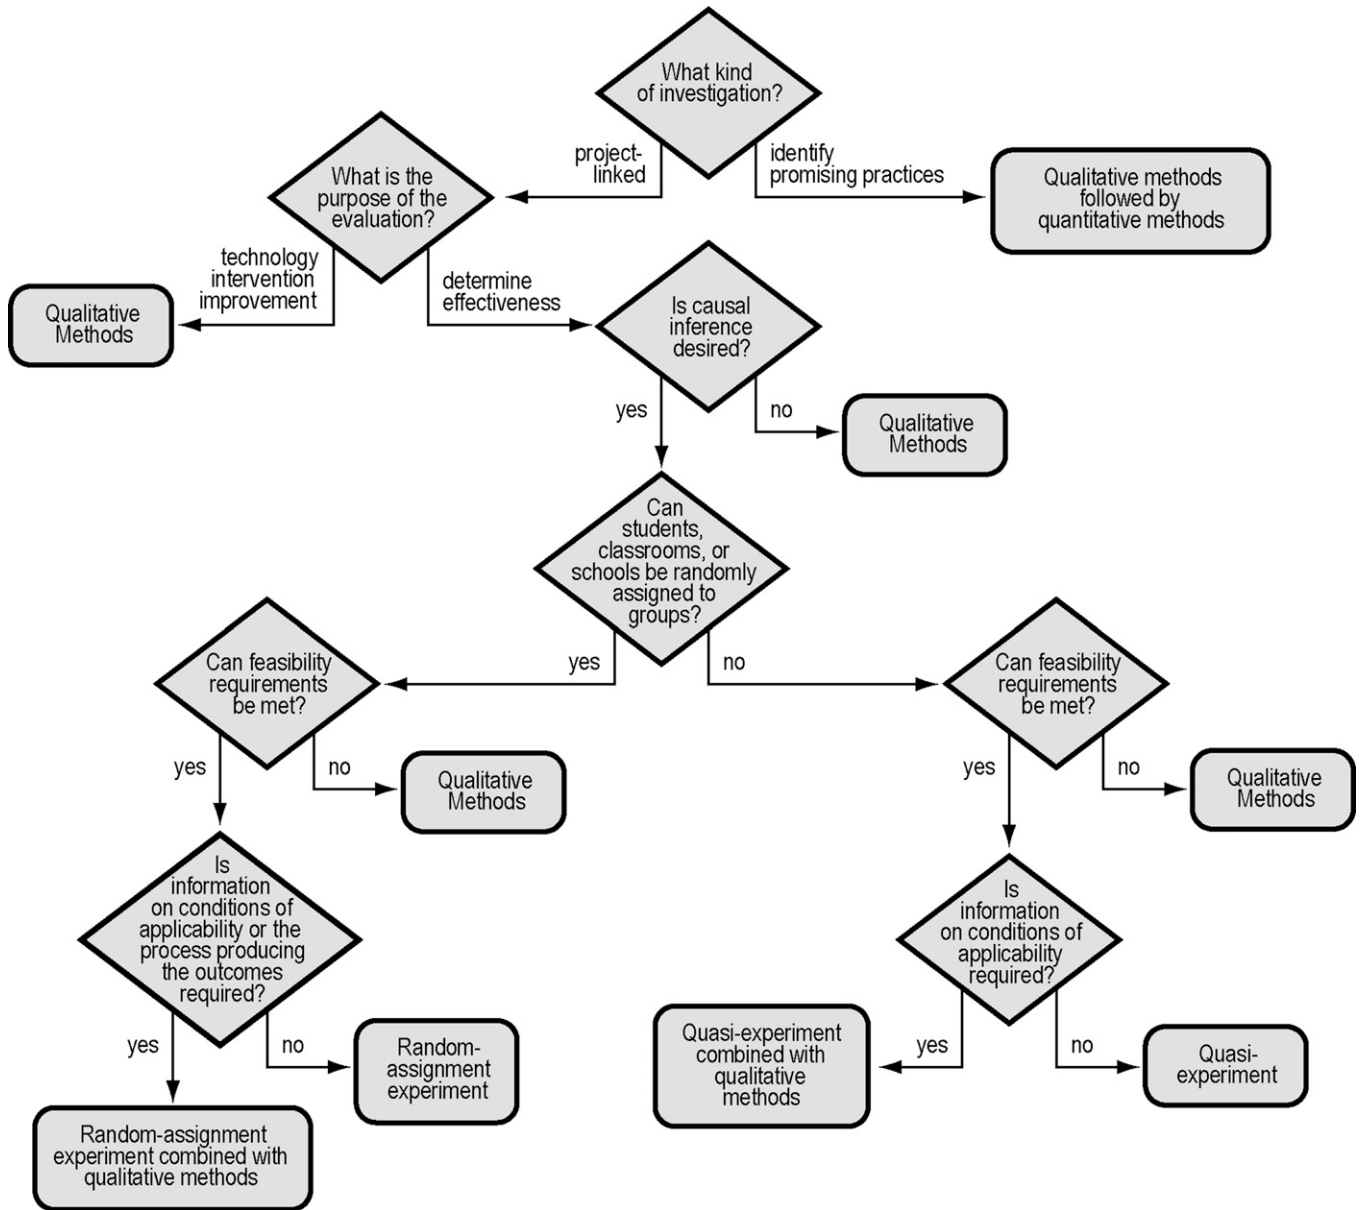 What kind
of investigation?
project-
linked
identify
promising practices
Qualitative methods
followed by
quantitative methods
What is the
purpose of the
evaluation?
technology
intervention
improvement
determine
effectiveness
Qualitative
Methods
Is causal
inference
desired?
yes
no
Qualitative
Methods
Can
students,
classrooms, or
schools be randomly
assigned to
groups?
yes
no
Can feasibility
requirements
be met?
Can feasibility
requirements
be met?
yes
no
Qualitative
Methods
yes
no
Qualitative
Methods
Is
information
on conditions of
applicability or the
process producing
the outcomes
required?
Is
information
on conditions of
applicability
required?
yes
no
Random-
assignment
experiment
Quasi-experiment
combined with
qualitative
methods
yes
no
Quasi-
experiment
Random-assignment
experiment combined with
qualitative methods